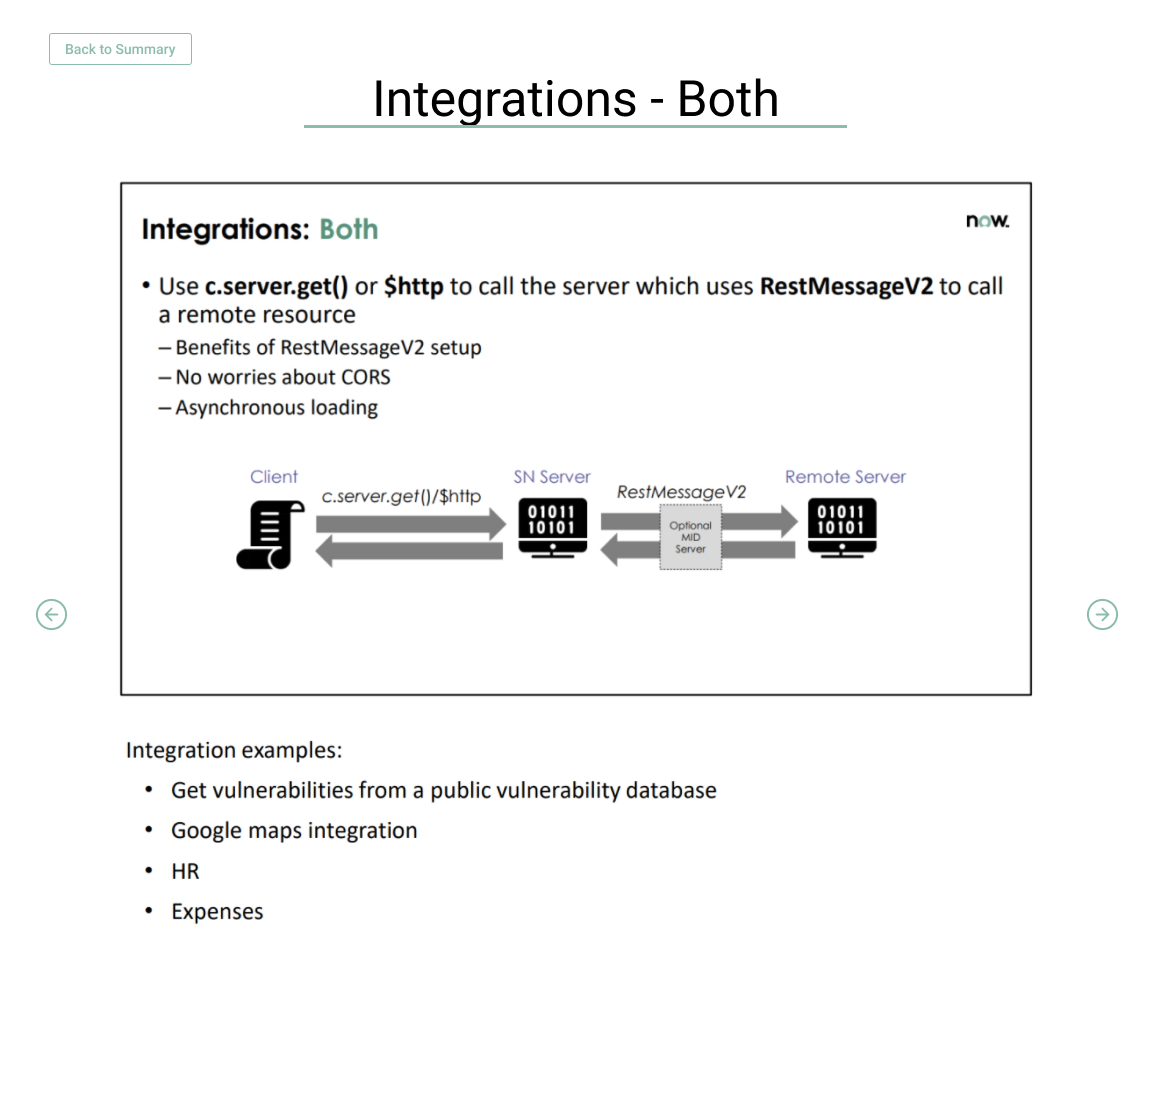 Back to Summary
Integrations - Both
Integrations: Both
now.
• Use c.server.get() or $http to call the server which uses RestMessageV2 to call
a remote resource
– Benefits of RestMessageV2 setup
– No worries about CORS
– Asynchronous loading
Client
c.server.get()/$http
SN Server
RestMessageV2
Remote Server
01011
10101
Optional
MID
Server
01011
10101
Integration examples:
• Get vulnerabilities from a public vulnerability database
• Google maps integration
• HR
• Expenses